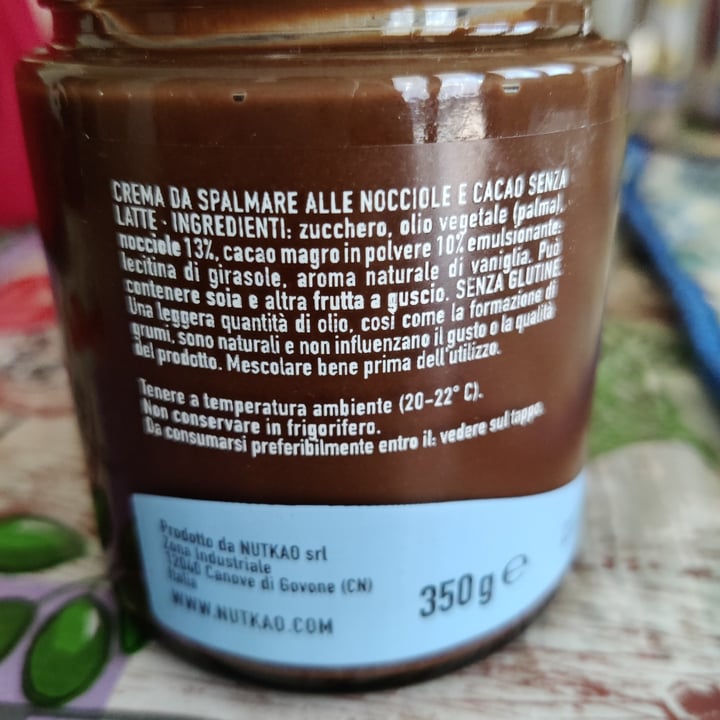 CREMA DA SPALMARE ALLE NOCCIOLE E CACAO SENZA
LATTE - INGREDIENTI: zucchero, olio vegetale (palma),
nocciole 13%, cacao magro in polvere 10% emulsionante:
lecitina di girasole, aroma naturale di vaniglia. Può
contenere soia e altra frutta a guscio. SENZA GLUTINE.
Una leggera quantità di olio, così come la formazione di
grumi, sono naturali e non influenzano il gusto o la qualità
del prodotto. Mescolare bene prima dell'utilizzo.
Tenere a temperatura ambiente (20-22° C).
Non conservare in frigorifero.
Da consumarsi preferibilmente entro il: vedere sul tappo.
Prodotto da NUTKAO srl
Zona Industriale
12040 Canove di Govone (CN)
Italia
WWW.NUTKAO.COM
350 g e